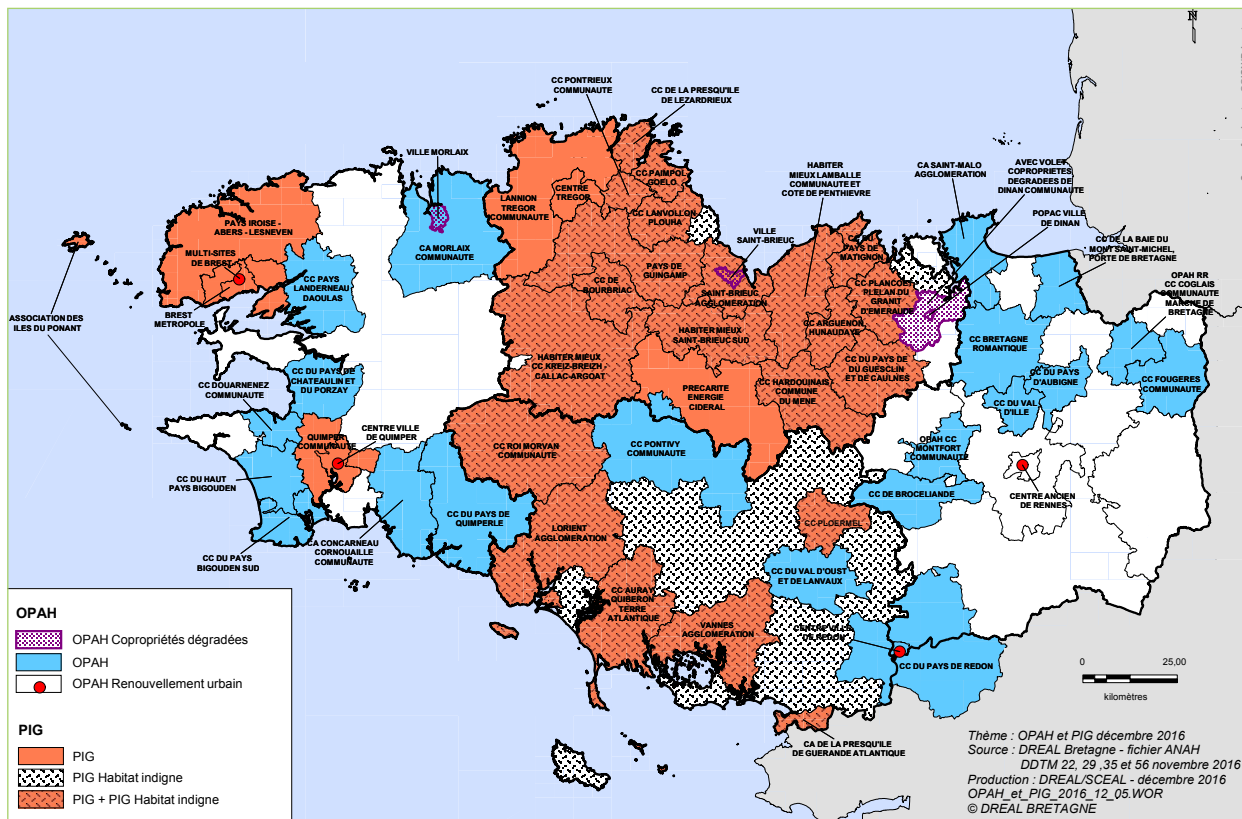 N
CC PONTRIEUX
COMMUNAUTE
CC DE LA PRESQU'ILE
DE LEZARDRIEUX
VILLE MORLAIX
HABITER
MIEUX LAMBALLE
COMMUNAUTE ET
COTE DE PENTHIEVRE
CA SAINT-MALO
AGGLOMERATION
AVEC VOLET
COPROPRIETES
DEGRADEES DE
DINAN COMMUNAUTE
POPAC VILLE
DE DINAN
CC DE LA BAIE DU
MONT SAINT-MICHEL,
PORTE DE BRETAGNE
OPAH RR
CC COGLAIS
COMMUNAUTE
MARCHE DE
BRETAGNE
LANNION
TREGOR
COMMUNAUTE
CENTRE
TREGOR
CC PAIMPOL
GOELO
CC LANVOLLON
PLOUHA
VILLE
SAINT-BRIEUC
PAYS IROISE -
ABERS - LESNEVEN
MULTI-SITES
DE BREST
BREST
METROPOLE
CC PAYS
LANDERNEAU
DAOULAS
CA MORLAIX
COMMUNAUTE
ASSOCIATION DES
ILES DU PONANT
CC DE
BOURBRIAC
PAYS DE
GUINGAMP
SAINT-BRIEUC
AGGLOMERATION
CC DU
PAYS DE
MATIGNON
CC PLANCOET
PLELAN DU
GRANIT
D'EMERAUDE
HABITER MIEUX
SAINT-BRIEUC SUD
CC ARGUENON
HUNAUDAYE
CC DU PAYS DE
DU GUESCLIN
ET DE CAULNES
HABITER MIEUX
CC KREIZ-BREIZH -
CALLAC-ARGOAT
PRECARITE
ENERGIE
CIDERAL
CC HARDOUINAIS-
COMMUNE
DU MENE
CC BRETAGNE
ROMANTIQUE
CC DU PAYS
D'AUBIGNE
CC DU VAL
D'ILLE
CC FOUGERES
COMMUNAUTE
CC DOUARNENEZ
COMMUNAUTE
CC DU PAYS DE
CHATEAULIN ET
DU PORZAY
QUIMPER
COMMUNAUTE
CENTRE VILLE
DE QUIMPER
CC DU HAUT
PAYS BIGOUDEN
CC DU PAYS
BIGOUDEN SUD
CA CONCARNEAU
CORNOUAILLE
COMMUNAUTE
CC DU PAYS DE
QUIMPERLE
CC ROI MORVAN
COMMUNAUTE
CC PONTIVY
COMMUNAUTE
OPAH CC
MONTFORT
COMMUNAUTE
CC DE BROCELIANDE
CENTRE ANCIEN
DE RENNES
LORIENT
AGGLOMERATION
CC PLOERMEL
CC DU VAL D'OUST
ET DE LANVAUX
CC AURAY
QUIBERON
TERRE
ATLANTIQUE
VANNES
AGGLOMERATION
CENTRE VILLE
DE REDON
CC DU PAYS DE REDON
CA DE LA PRESQU'ILE
DE GUERANDE ATLANTIQUE
OPAH
OPAH Copropriétés dégradées
OPAH
OPAH Renouvellement urbain
PIG
PIG
PIG Habitat indigne
PIG + PIG Habitat indigne
0 25,00
kilomètres
Thème : OPAH et PIG décembre 2016
Source : DREAL Bretagne - fichier ANAH
DDTM 22, 29 ,35 et 56 novembre 2016
Production : DREAL/SCEAL - décembre 2016
OPAH_et_PIG_2016_12_05.WOR
© DREAL BRETAGNE